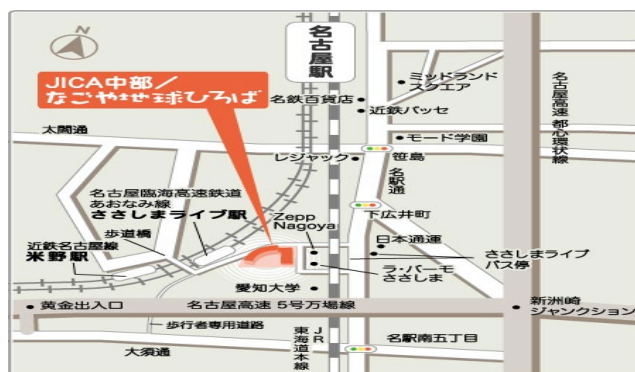 N
名古屋駅
JICA中部/
なごや地球ひろば
ミッドランド
スクエア
名鉄百貨店
近鉄パッセ
名古屋高速 都心環状線
太閤通
モード学園
レジャック
笹島
名駅通
名古屋臨海高速鉄道
あおなみ線
ささしまライブ駅
歩道橋
近鉄名古屋線
米野駅
Zepp
Nagoya
下広井町
日本通運
ささしまライブ
バス停
ラ・バーモ
ささしま
愛知大学
黄金出入口
名古屋高速 5号万場線
新洲崎
ジャンクション
歩行者専用道路
JR
東海道本線
名駅南五丁目
大須通